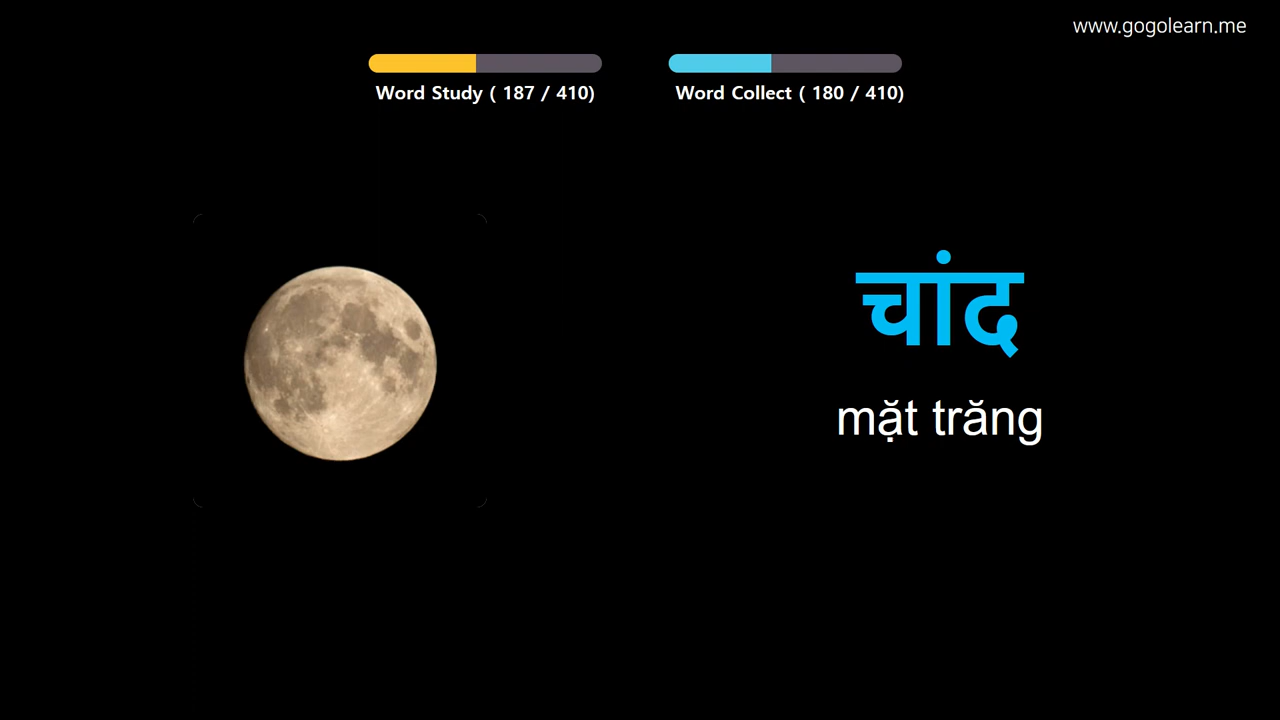 www.gogolearn.me
Word Study ( 187 / 410)
Word Collect ( 180 / 410)
चांद
mặt trăng